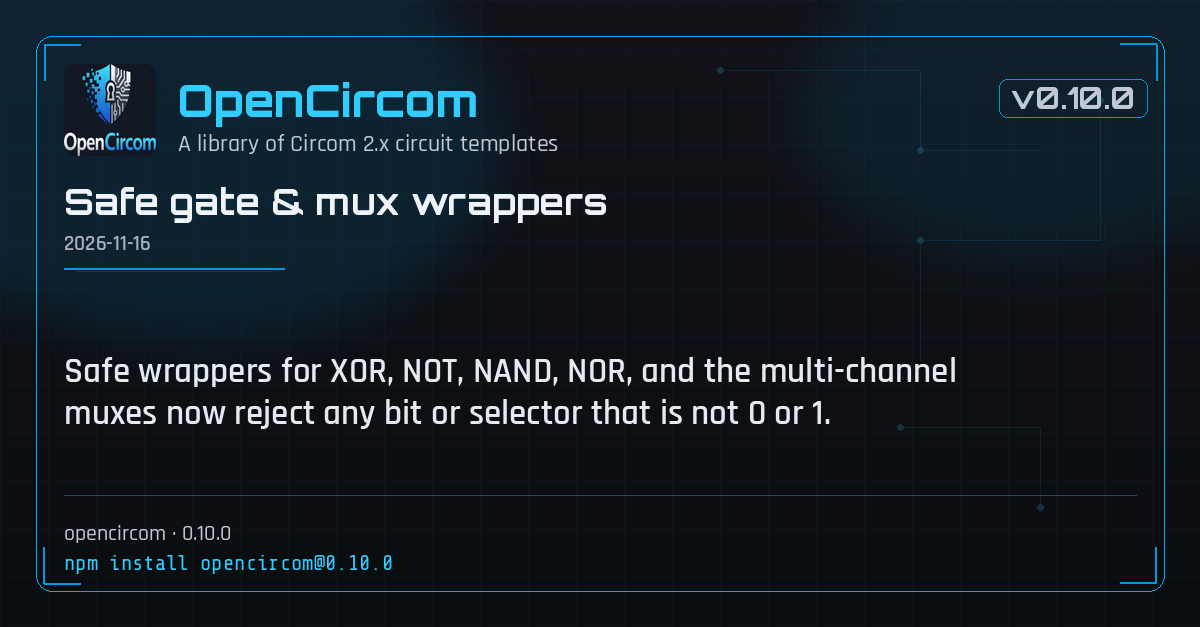 OpenCircom
OpenCircom
A library of Circom 2.x circuit templates
v0.10.0
Safe gate & mux wrappers
2026-11-16
Safe wrappers for XOR, NOT, NAND, NOR, and the multi-channel
muxes now reject any bit or selector that is not 0 or 1.
opencircom · 0.10.0
npm install opencircom@0.10.0